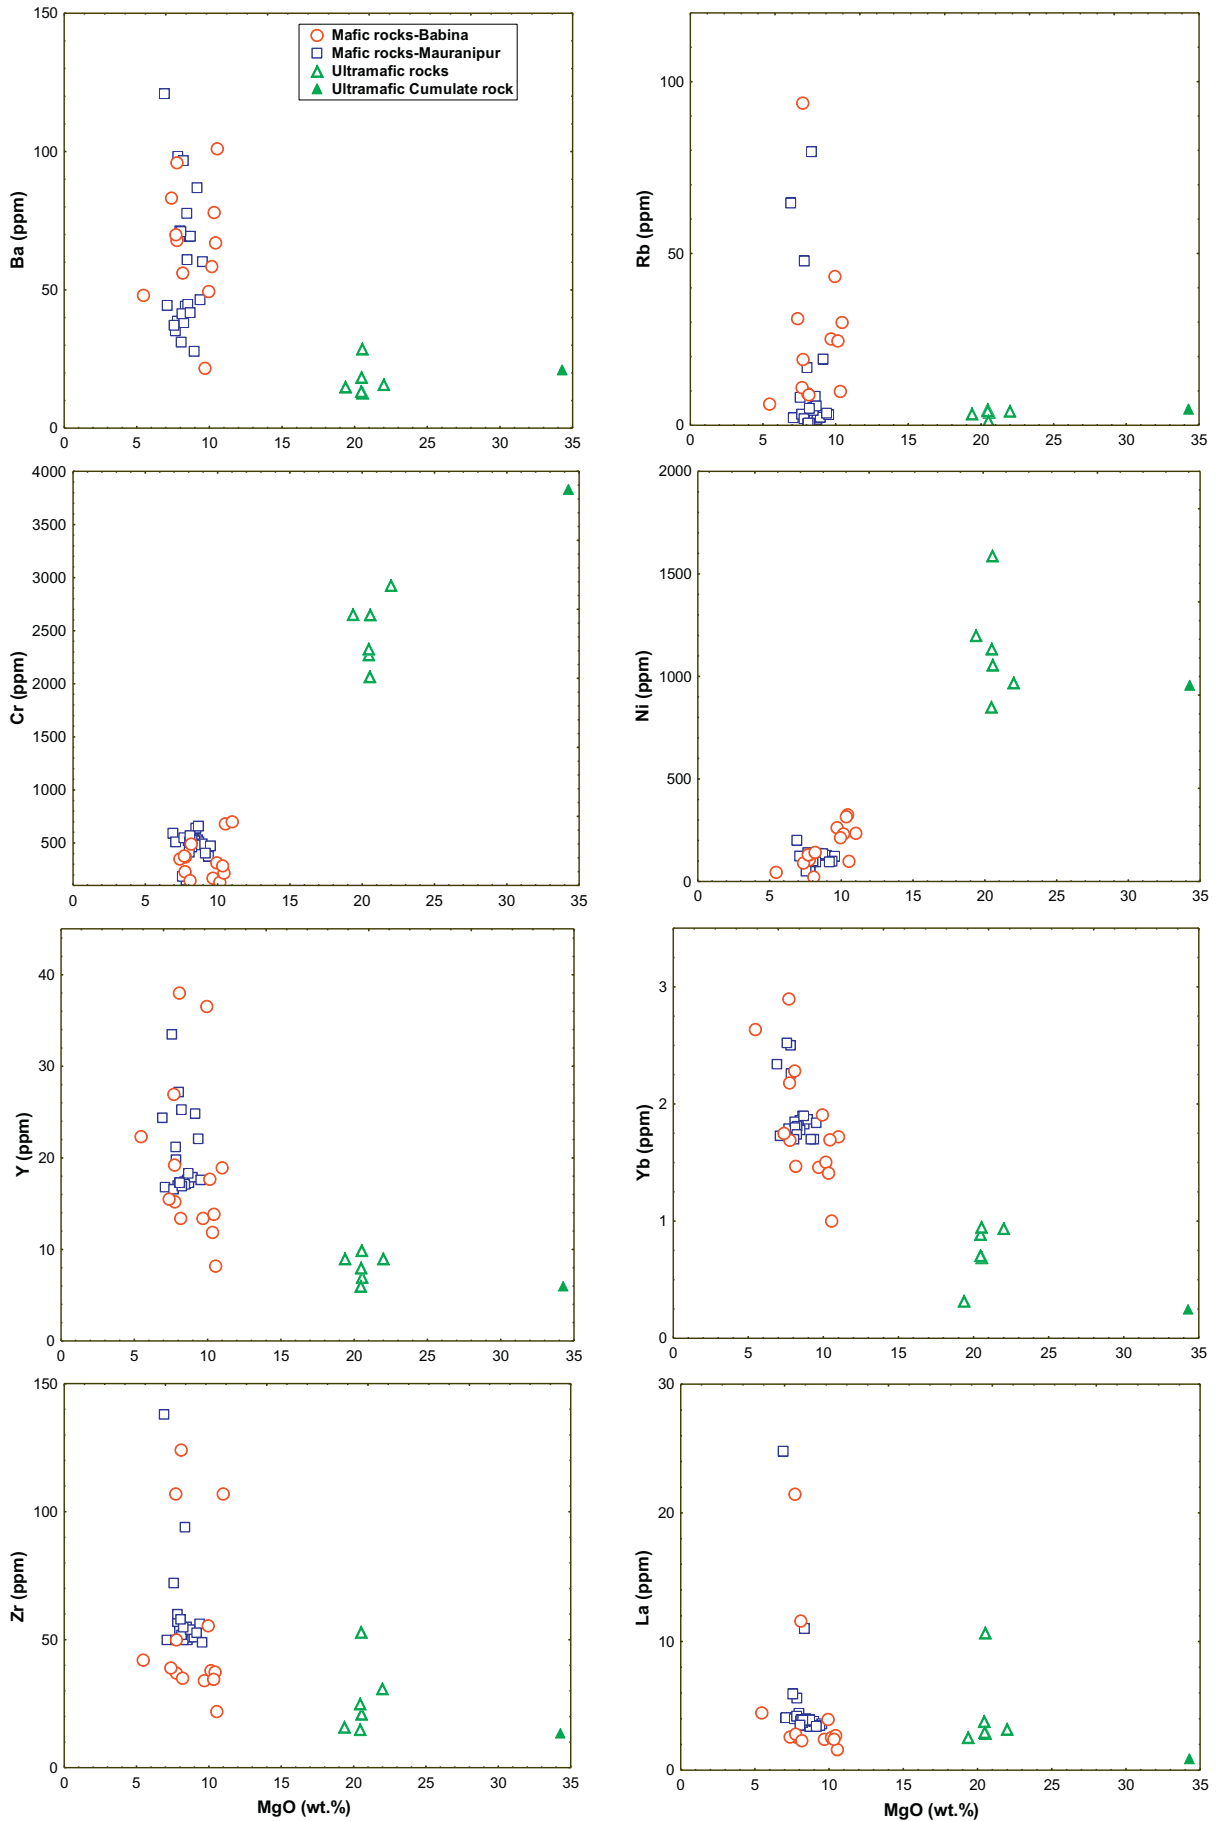 150
100
50
0
Ba (ppm)
Mafic rocks-Babina
Mafic rocks-Mauranipur
Ultramafic rocks
Ultramafic Cumulate rock
0 5 10 15 20 25 30 35
100
50
0
Rb (ppm)
0 5 10 15 20 25 30 35
4000
3500
3000
2500
2000
1500
1000
500
Cr (ppm)
0 5 10 15 20 25 30 35
2000
1500
1000
500
0
Ni (ppm)
0 5 10 15 20 25 30 35
40
30
20
10
0
Y (ppm)
0 5 10 15 20 25 30 35
3
2
1
0
Yb (ppm)
0 5 10 15 20 25 30 35
150
100
50
0
Zr (ppm)
0 5 10 15 20 25 30 35
MgO (wt.%)
30
20
10
0
La (ppm)
0 5 10 15 20 25 30 35
MgO (wt.%)